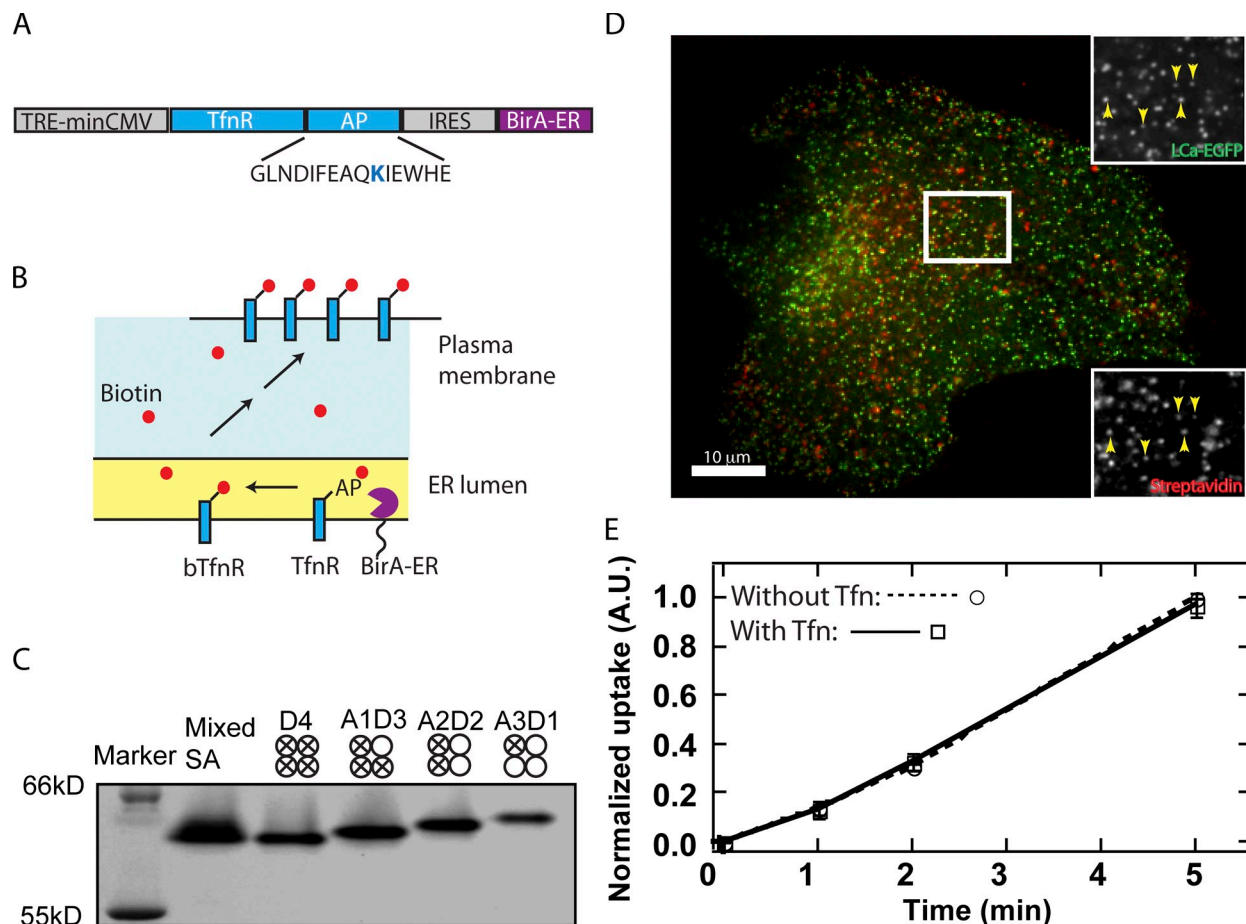 A
TRE-minCMV TfnR AP IRES BirA-ER
GLNDIFEAQKIEWHE
B
Plasma
membrane
Biotin
AP
ER lumen
bTfnR TfnR BirA-ER
C
Marker Mixed SA D4 A1D3 A2D2 A3D1
66kD
55kD
D
LCa-EGFP
10 μm
Streptavidin
E
Normalized uptake (A.U.)
Without Tfn:
With Tfn:
1.0
0.8
0.6
0.4
0.2
0.0
0 1 2 3 4 5
Time (min)